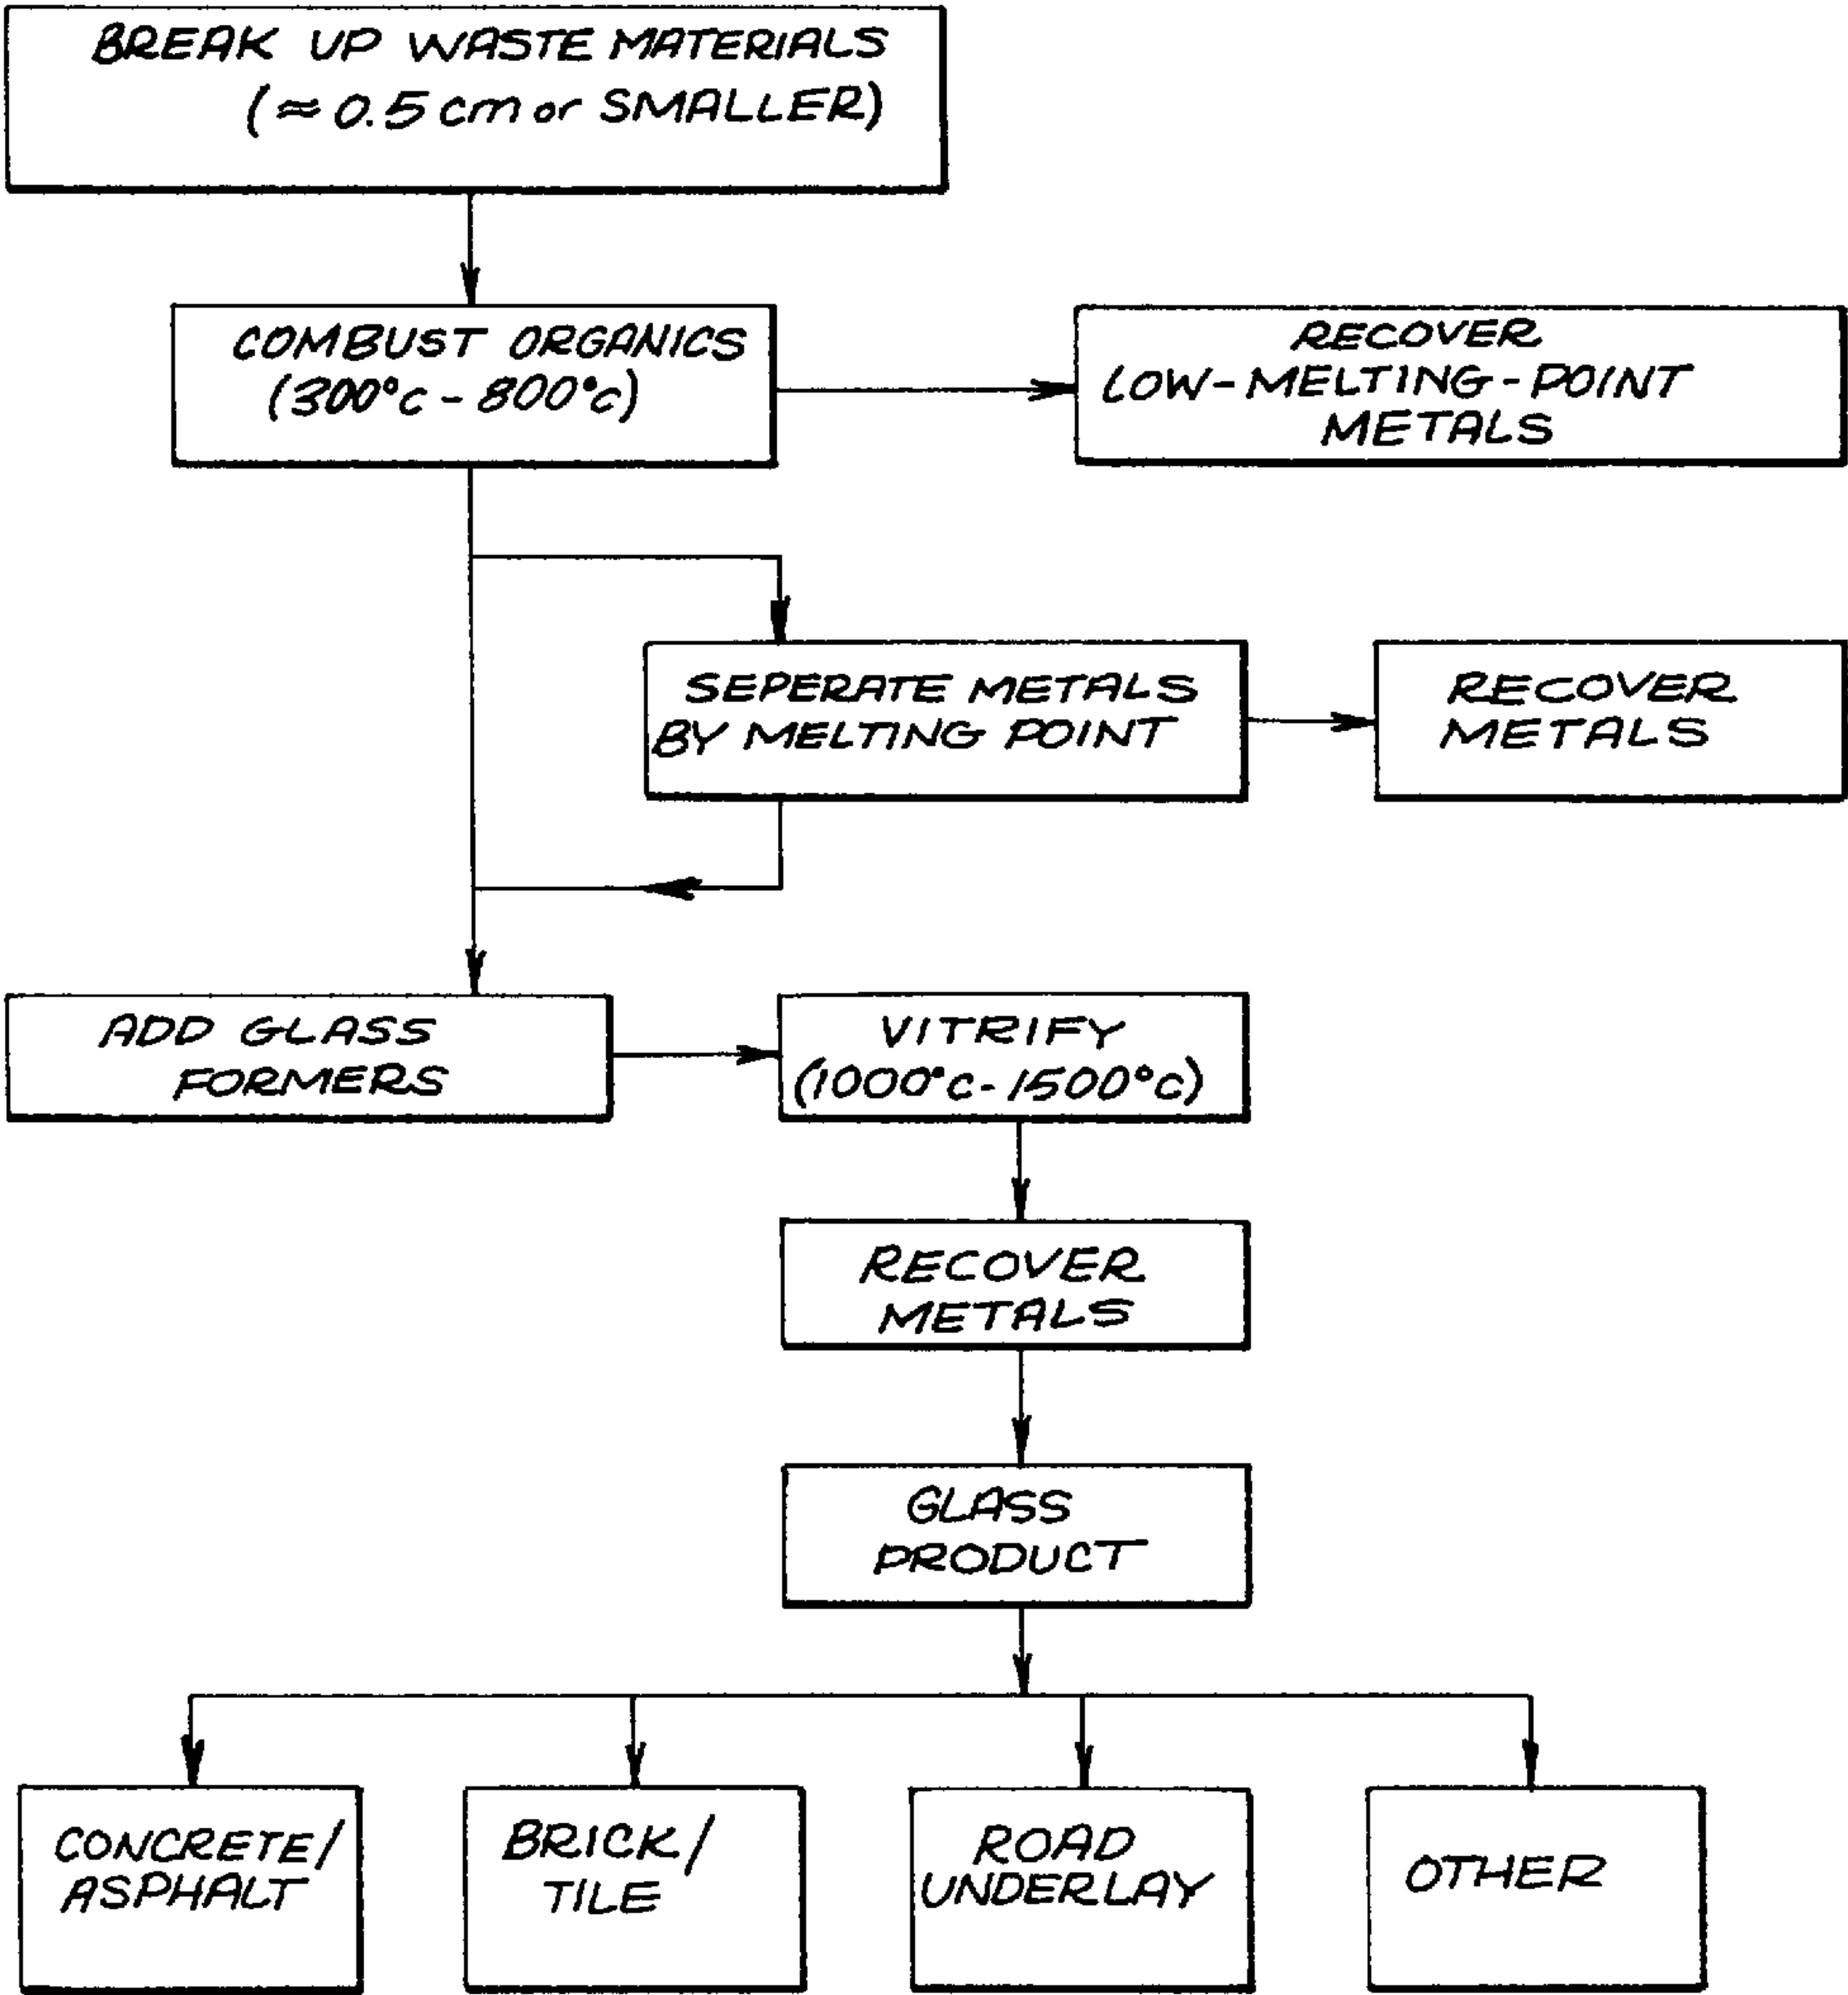 BREAK UP WASTE MATERIALS
(≈0.5 cm or SMALLER)
COMBUST ORGANICS
(300°c - 800°c)
RECOVER
LOW-MELTING-POINT
METALS
SEPERATE METALS
BY MELTING POINT
RECOVER
METALS
ADD GLASS
FORMERS
VITRIFY
(1000°c-1500°c)
RECOVER
METALS
GLASS
PRODUCT
CONCRETE/
ASPHALT
BRICK/
TILE
ROAD
UNDERLAY
OTHER